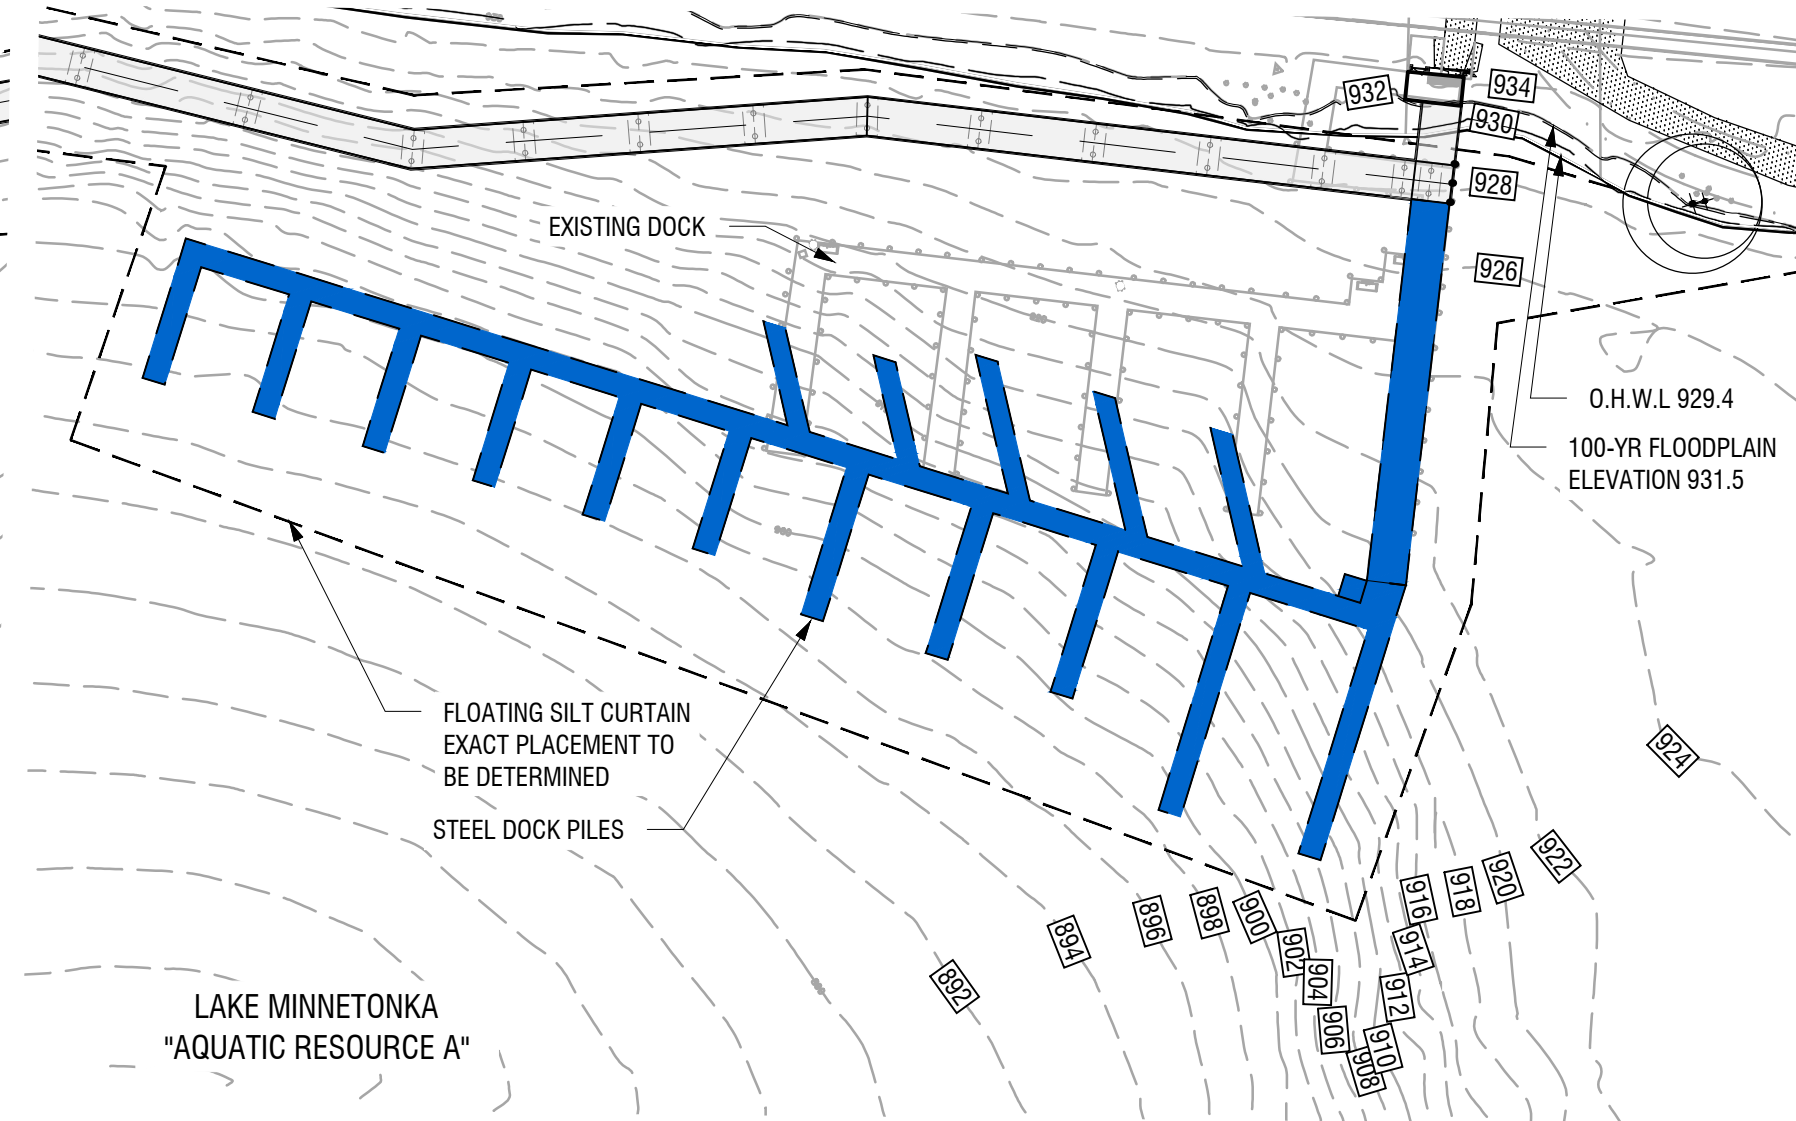 932
934
930
928
EXISTING DOCK
926
O.H.W.L 929.4
100-YR FLOODPLAIN
ELEVATION 931.5
FLOATING SILT CURTAIN
EXACT PLACEMENT TO
BE DETERMINED
STEEL DOCK PILES
924
922
920
918
916
914
912
910
908
906
904
902
900
898
896
894
892
LAKE MINNETONKA
"AQUATIC RESOURCE A"